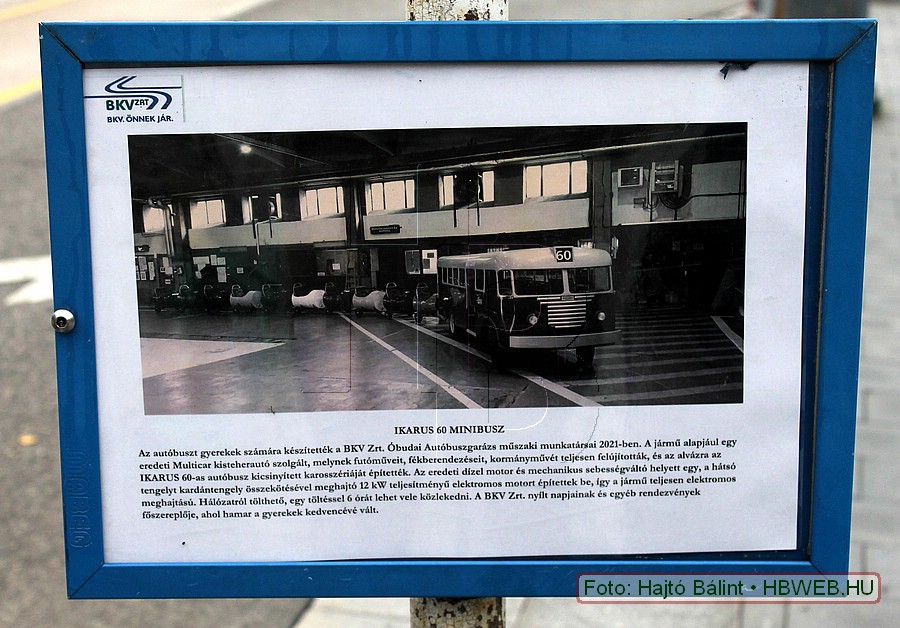 BKV ZRT
BKV. ÖNNEK JÁR.
60
IKARUS 60 MINIBUSZ
Az autóbuszt gyerekek számára készítették a BKV Zrt. Óbudai Autóbuszgarázs műszaki munkatársai 2021-ben. A jármű alapjául egy
eredeti Multicar kisteherautó szolgált, melynek futóműveit, fékberendezéseit, kormányművét teljesen felújították, és az alvázra az
IKARUS 60-as autóbusz kicsinyített karosszériáját építették. Az eredeti dízel motor és mechanikus sebességváltó helyett egy, a hátsó
tengelyt kardántengely összekötésével meghajtó 12 kW teljesítményű elektromos motort építettek be, így a jármű teljesen elektromos
meghajtású. Hálózatról tölthető, egy töltéssel 6 órát lehet vele közlekedni. A BKV Zrt. nyílt napjainak és egyéb rendezvények
főszereplője, ahol hamar a gyerekek kedvencévé vált.
Foto: Hajtó Bálint • HBWEB.HU